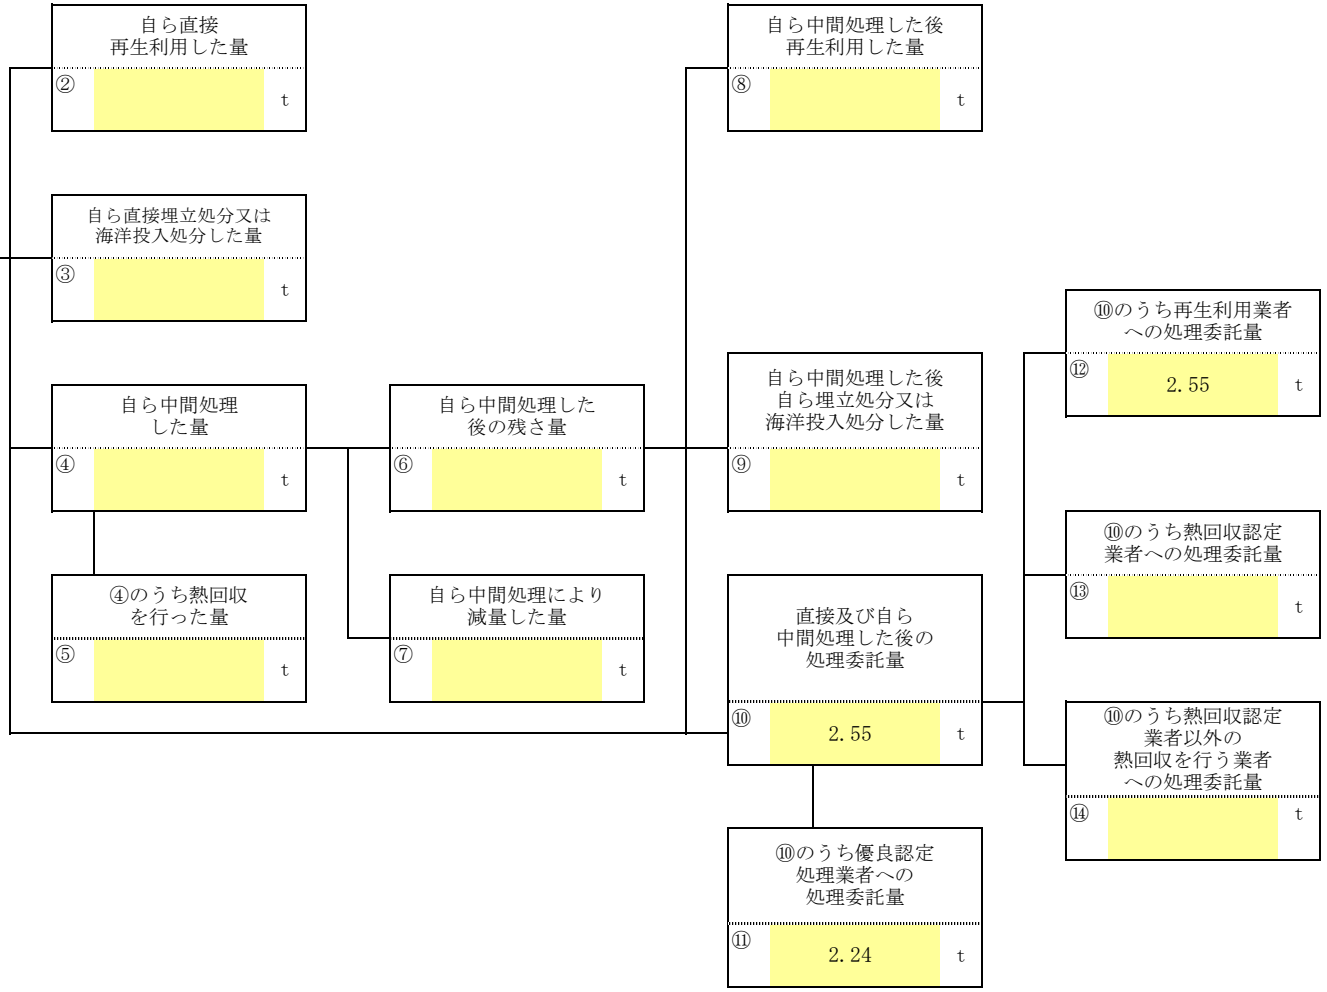 自ら直接
再生利用した量
②
t
自ら中間処理した後
再生利用した量
⑧
t
自ら直接埋立処分又は
海洋投入処分した量
③
t
⑩のうち再生利用業者
への処理委託量
⑫
2.55 t
自ら中間処理した後
自ら埋立処分又は
海洋投入処分した量
⑨
t
自ら中間処理
した量
④
t
自ら中間処理した
後の残さ量
⑥
t
⑩のうち熱回収認定
業者への処理委託量
⑬
t
④のうち熱回収
を行った量
⑤
t
自ら中間処理により
減量した量
⑦
t
直接及び自ら
中間処理した後の
処理委託量
⑩
2.55 t
⑩のうち熱回収認定
業者以外の
熱回収を行う業者
への処理委託量
⑭
t
⑩のうち優良認定
処理業者への
処理委託量
⑪
2.24 t